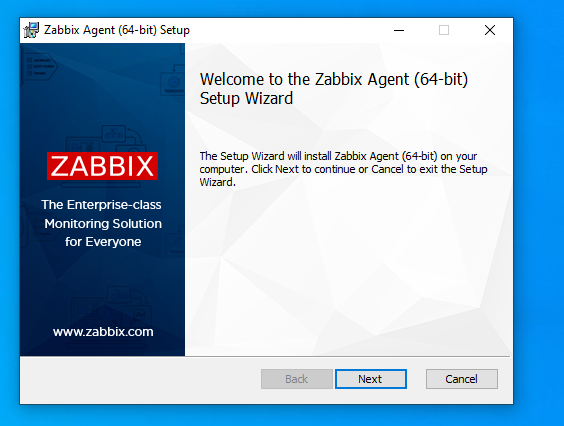 Zabbix Agent (64-bit) Setup
Welcome to the Zabbix Agent (64-bit)
Setup Wizard
The Setup Wizard will install Zabbix Agent (64-bit) on your
computer. Click Next to continue or Cancel to exit the Setup
Wizard.
ZABBIX
The Enterprise-class
Monitoring Solution
for Everyone
www.zabbix.com
Back
Next
Cancel